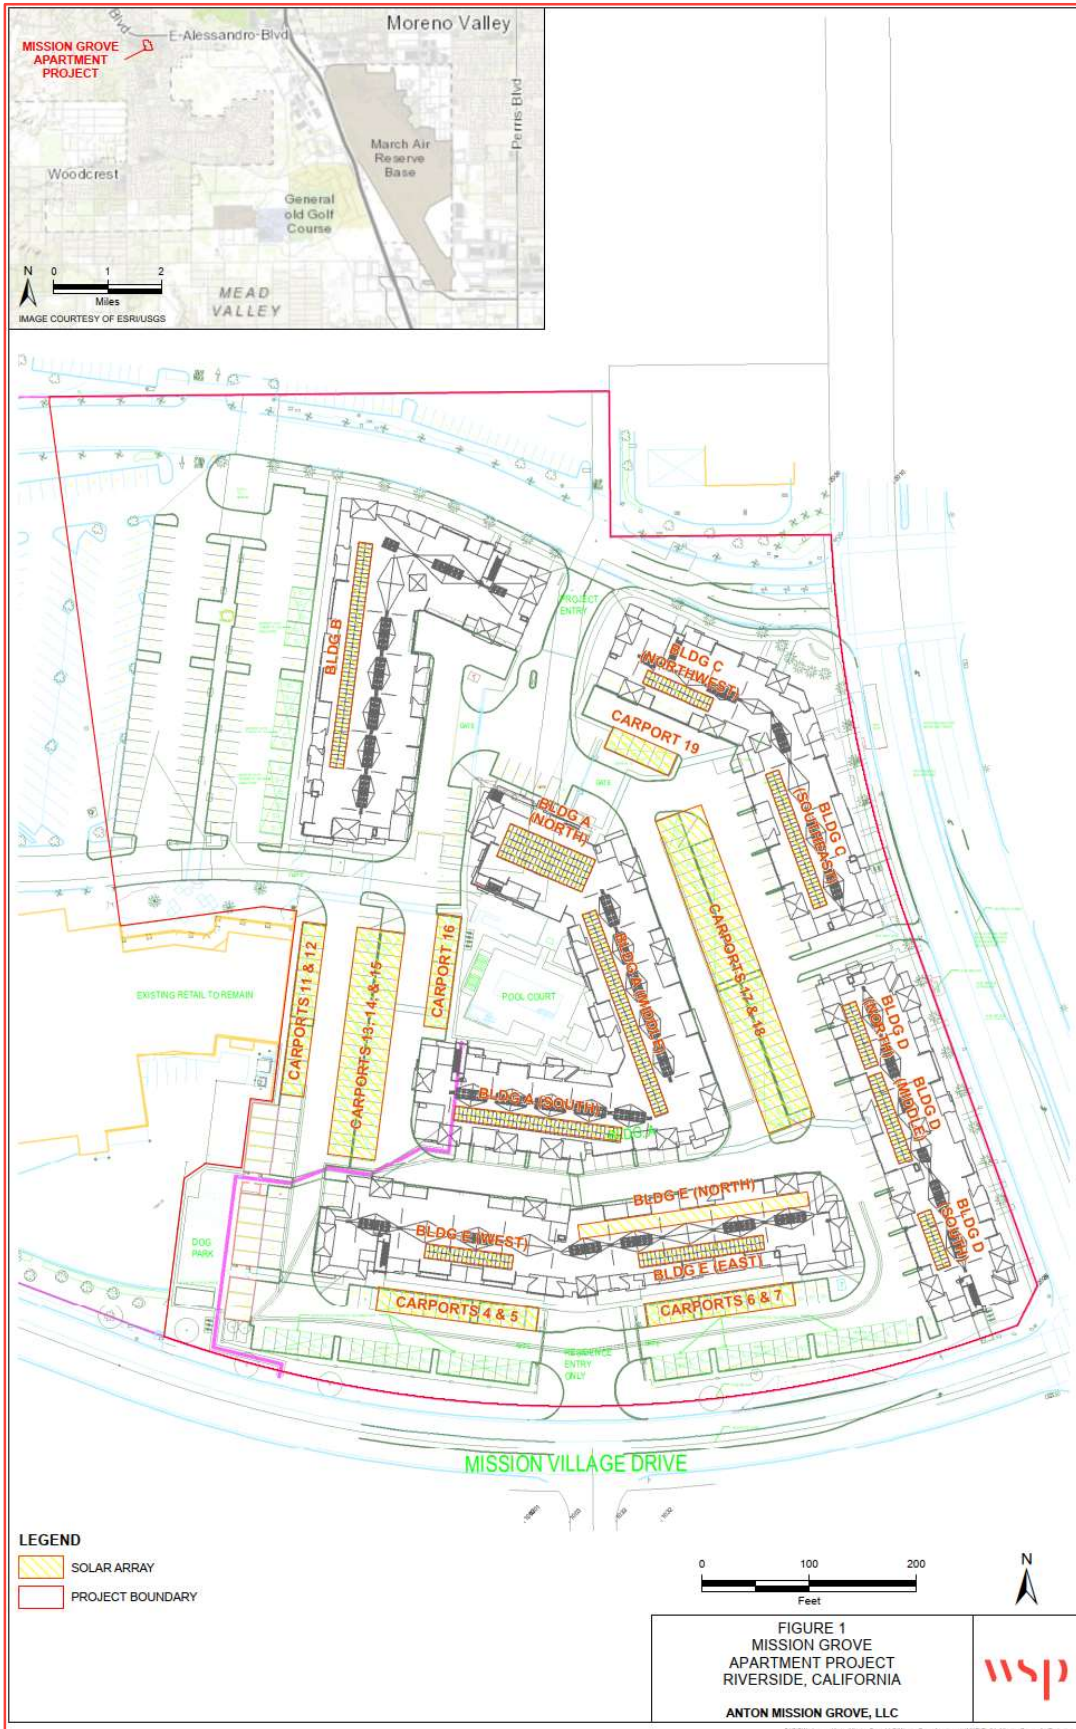 Moreno Valley
Blvd
E-Alessandro-Blvd
MISSION GROVE
APARTMENT
PROJECT
Perris-Blvd
March Air
Reserve
Base
Woodcrest
General
old Golf
Course
N
0 1 2
Miles
MEAD
VALLEY
IMAGE COURTESY OF ESRI/USGS
PROJECT
ENTRY
BLDG B
BLDG C
(NORTHWEST)
CARPORT 19
GATE
GATE
BLDG C
(SOUTHEAST)
BLDG A
(NORTH)
CARPORTS 17 & 18
CARPORT 16
CARPORTS 11 & 12
CARPORTS 13, 14, & 15
BLDG A (MIDDLE)
EXISTING RETAIL TO REMAIN
POOL COURT
BLDG D
(NORTH)
BLDG D
(MIDDLE)
BLDG D
(SOUTH)
BLDG A (SOUTH)
BLDG A
BLDG E (NORTH)
BLDG E (WEST)
BLDG E (EAST)
DOG
PARK
CARPORTS 4 & 5
CARPORTS 6 & 7
RESIDENCE
ENTRY
ONLY
MISSION VILLAGE DRIVE
LEGEND
SOLAR ARRAY
PROJECT BOUNDARY
0 100 200
Feet
N
FIGURE 1
MISSION GROVE
APARTMENT PROJECT
RIVERSIDE, CALIFORNIA
ANTON MISSION GROVE, LLC
wsp